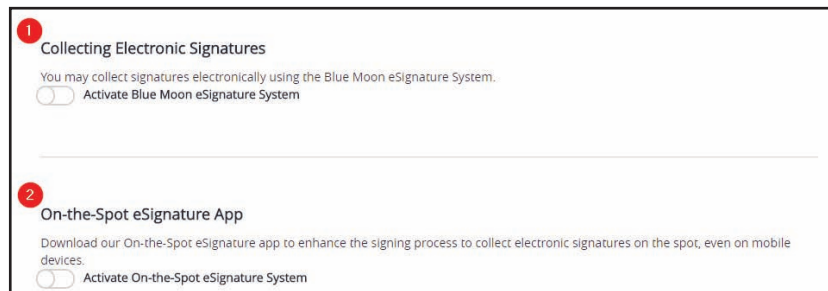 1
Collecting Electronic Signatures
You may collect signatures electronically using the Blue Moon eSignature System.
Activate Blue Moon eSignature System
2
On-the-Spot eSignature App
Download our On-the-Spot eSignature app to enhance the signing process to collect electronic signatures on the spot, even on mobile
devices.
Activate On-the-Spot eSignature System